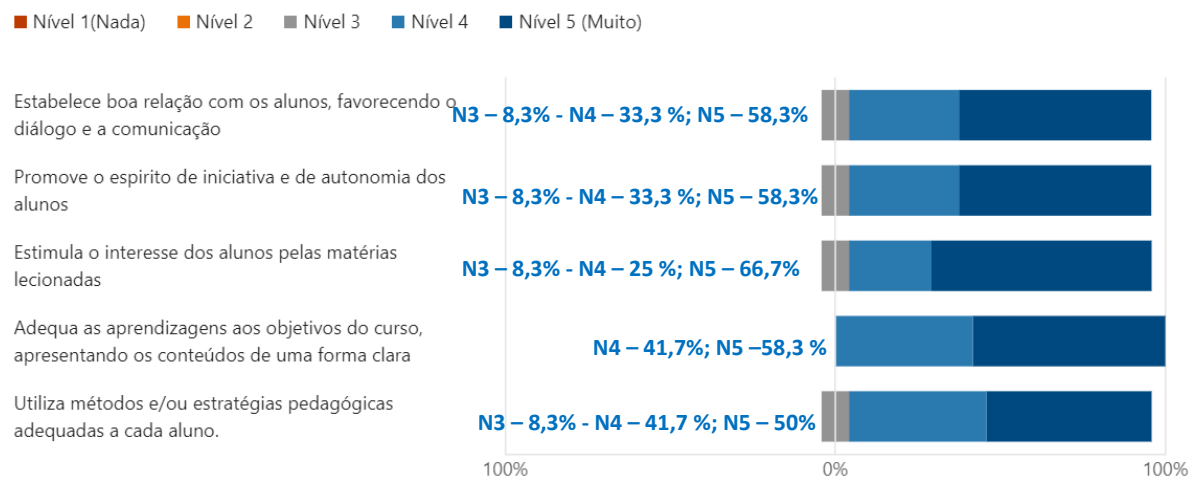 Nível 1(Nada) Nível 2 Nível 3 Nível 4 Nível 5 (Muito)
Estabelece boa relação com os alunos, favorecendo o
diálogo e a comunicação
N3 – 8,3% - N4 – 33,3 %; N5 – 58,3%
Promove o espirito de iniciativa e de autonomia dos
alunos
N3 – 8,3% - N4 – 33,3 %; N5 – 58,3%
Estimula o interesse dos alunos pelas matérias
lecionadas
N3 – 8,3% - N4 – 25 %; N5 – 66,7%
Adequa as aprendizagens aos objetivos do curso,
apresentando os conteúdos de uma forma clara
N4 – 41,7%; N5 –58,3 %
Utiliza métodos e/ou estratégias pedagógicas
adequadas a cada aluno.
N3 – 8,3% - N4 – 41,7 %; N5 – 50%
100% 0% 100%